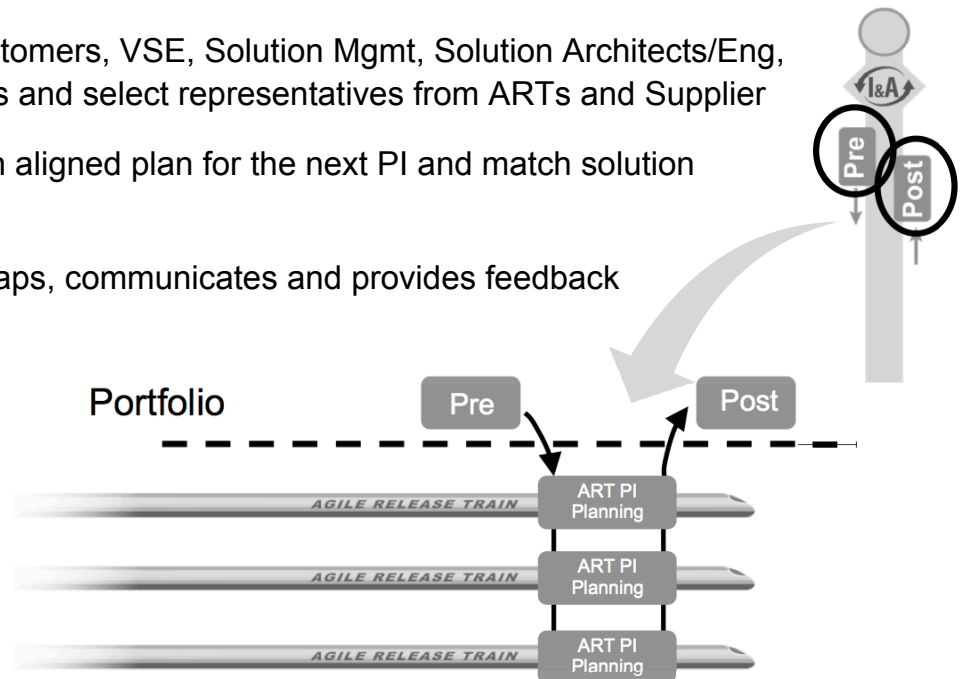 tomers, VSE, Solution Mgmt, Solution Architects/Eng,
s and select representatives from ARTs and Supplier
n aligned plan for the next PI and match solution
aps, communicates and provides feedback
I&A
Pre
Post
Portfolio
Pre
Post
AGILE RELEASE TRAIN
ART PI
Planning
AGILE RELEASE TRAIN
ART PI
Planning
AGILE RELEASE TRAIN
ART PI
Planning